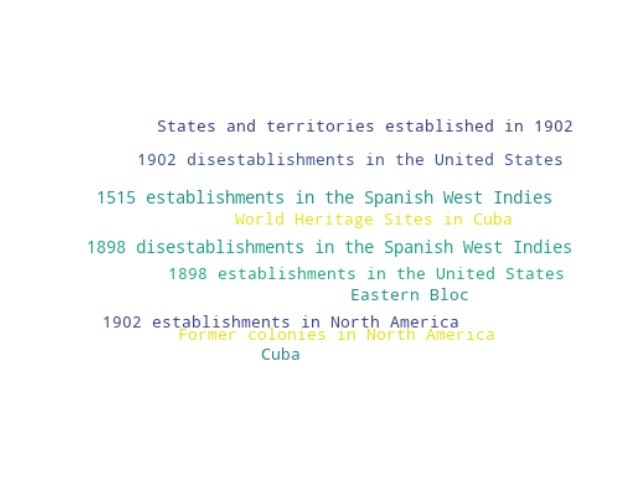 States and territories established in 1902
1902 disestablishments in the United States
1515 establishments in the Spanish West Indies
World Heritage Sites in Cuba
1898 disestablishments in the Spanish West Indies
1898 establishments in the United States
Eastern Bloc
1902 establishments in North America
Former colonies in North America
Cuba